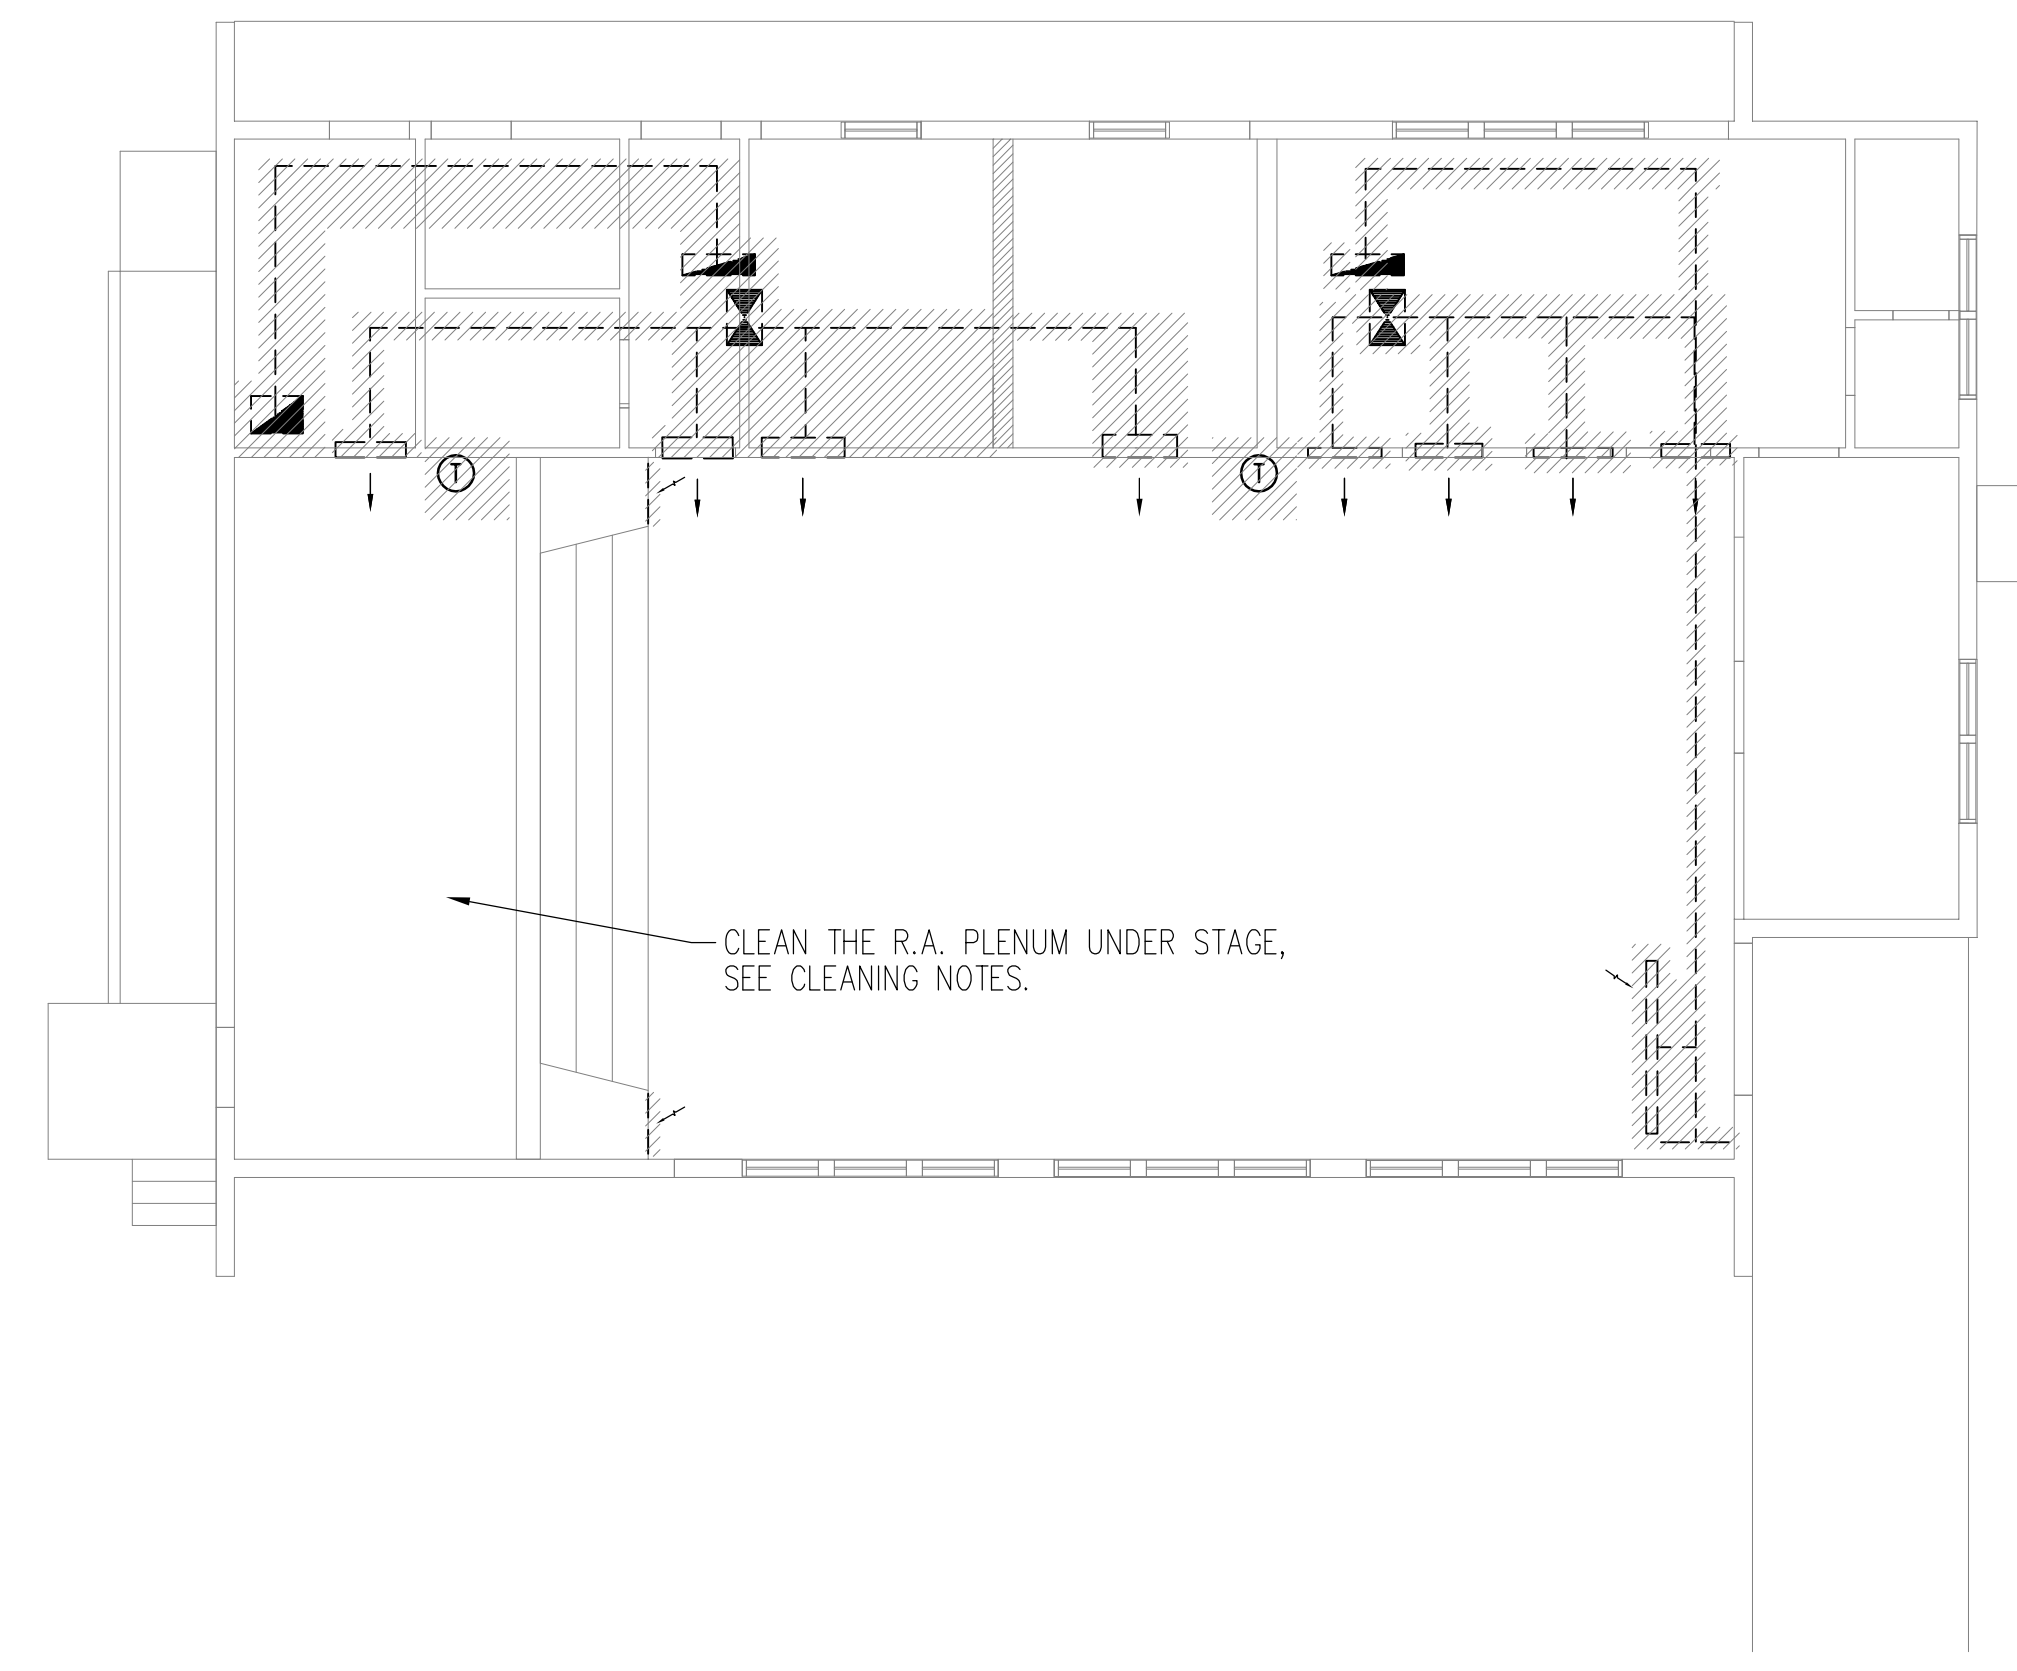 T
T
CLEAN THE R.A. PLENUM UNDER STAGE,
SEE CLEANING NOTES.